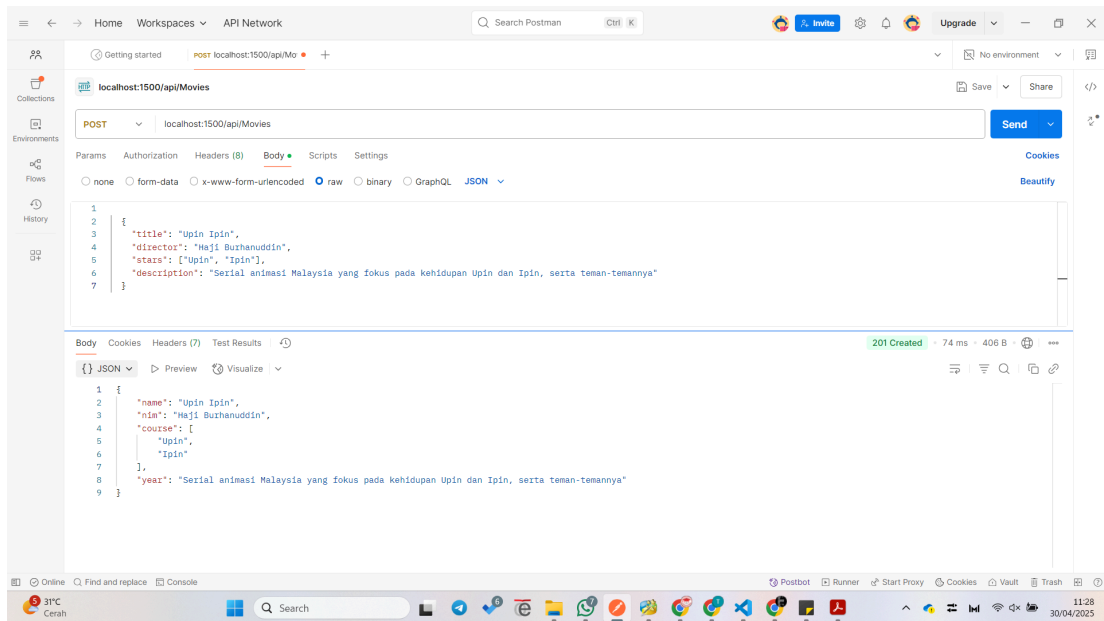 Home Workspaces API Network Search Postman Ctrl K Invite Upgrade
Getting started POST localhost:1500/api/Mo No environment
HTTP localhost:1500/api/Movies Save Share
Collections
POST localhost:1500/api/Movies Send
Environments
Params Authorization Headers (8) Body Scripts Settings Cookies
Flows
none form-data x-www-form-urlencoded raw binary GraphQL JSON Beautify
History
1
2 {
3 "title": "Upin Ipin",
4 "director": "Haji Burhanuddin",
5 "stars": ["Upin", "Ipin"],
6 "description": "Serial animasi Malaysia yang fokus pada kehidupan Upin dan Ipin, serta teman-temannya"
7 }
Body Cookies Headers (7) Test Results 201 Created 74 ms 406 B
{} JSON Preview Visualize
1 {
2 "name": "Upin Ipin",
3 "nim": "Haji Burhanuddin",
4 "course": [
5 "Upin",
6 "Ipin"
7 ],
8 "year": "Serial animasi Malaysia yang fokus pada kehidupan Upin dan Ipin, serta teman-temannya"
9 }
Online Find and replace Console Postbot Runner Start Proxy Cookies Vault Trash
5 31°C Search 6 7 11:28
Cerah 30/04/2025